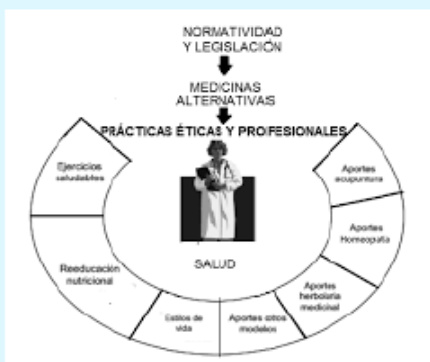 NORMATIVIDAD
Y LEGISLACIÓN
MEDICINAS
ALTERNATIVAS
PRÁCTICAS ÉTICAS Y PROFESIONALES
Ejercicios
saludables
Reeducación
nutricional
Estilos de
vida
Aportes otros
modelos
Aportes
herbolaria
medicinal
Aportes
Homeopatía
Aportes
acupuntura
SALUD